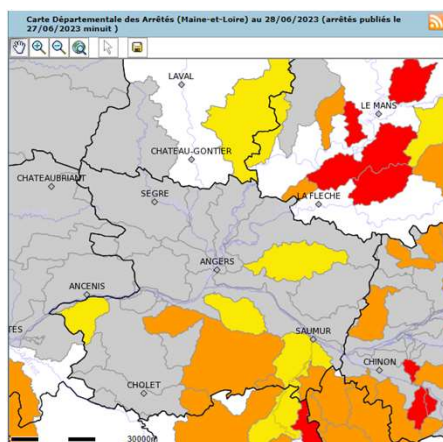 Carte Départementale des Arrêtés (Maine-et-Loire) au 28/06/2023 (arrêtés publiés le
27/06/2023 minuit )
LAVAL
LE MANS
CHATEAU-GONTIER
CHATEAUBRIANT
SEGRE
LA FLECHE
ANGERS
ANCENIS
TES
SAUMUR
CHINON
CHOLET
30000m